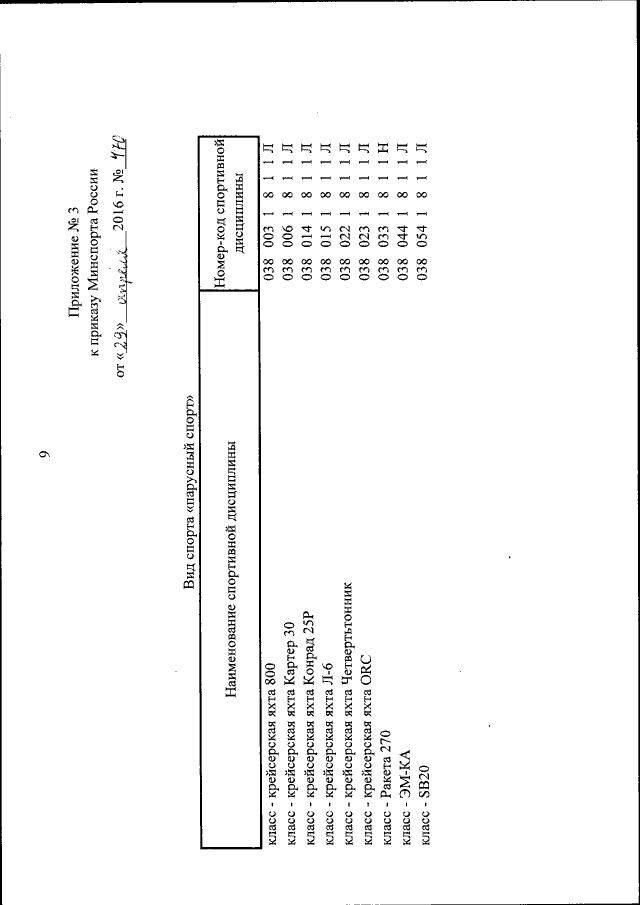 9
Приложение № 3
к приказу Минспорта России
от «29» апреля 2016 г. № 470
Вид спорта «парусный спорт»
Наименование спортивной дисциплины Номер-код спортивной дисциплины
класс - крейсерская яхта 800 038 003 1 8 1 1 Л
класс - крейсерская яхта Картер 30 038 006 1 8 1 1 Л
класс - крейсерская яхта Конрад 25Р 038 014 1 8 1 1 Л
класс - крейсерская яхта Л-6 038 015 1 8 1 1 Л
класс - крейсерская яхта Четвертьтонник 038 022 1 8 1 1 Л
класс - крейсерская яхта ORC 038 023 1 8 1 1 Л
класс - Ракета 270 038 033 1 8 1 1 Н
класс - ЭМ-КА 038 044 1 8 1 1 Л
класс - SB20 038 054 1 8 1 1 Л